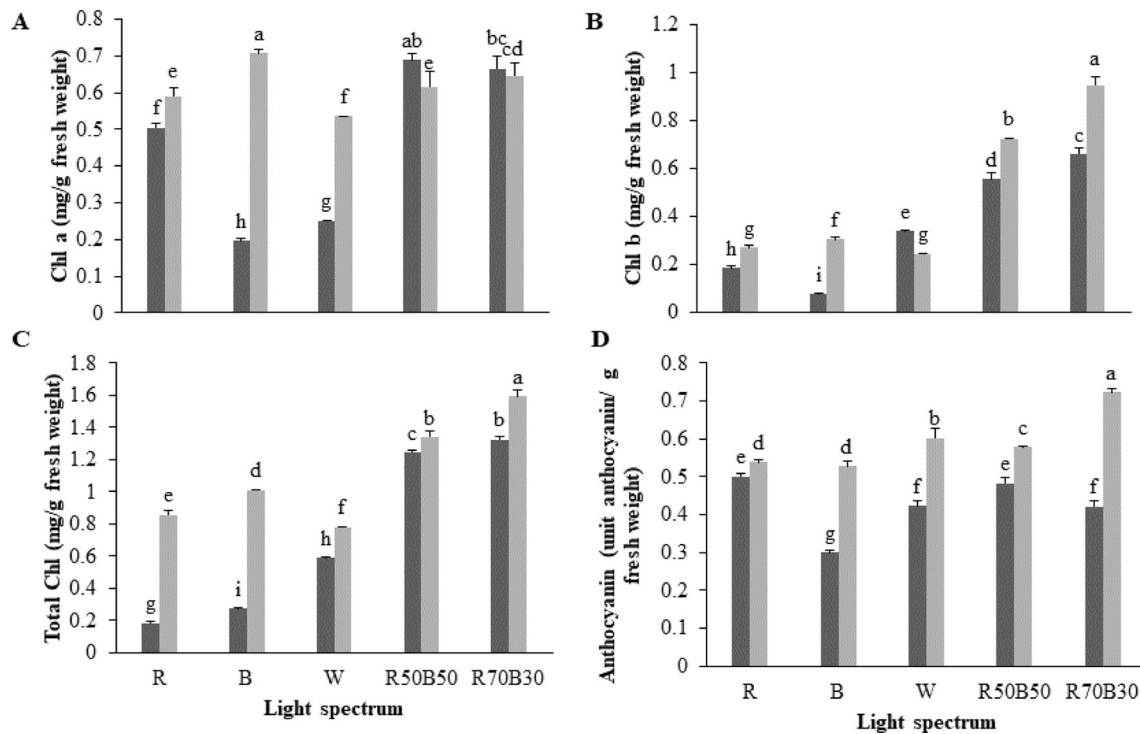 A
Chl a (mg/g fresh weight)
0.8
0.7
0.6
0.5
0.4
0.3
0.2
0.1
0
f
e
h
a
g
f
ab
e
bc
cd
B
Chl b (mg/g fresh weight)
1.2
1
0.8
0.6
0.4
0.2
0
h
g
i
f
e
g
d
b
c
a
C
Total Chl (mg/g fresh weight)
1.8
1.6
1.4
1.2
1
0.8
0.6
0.4
0.2
0
g
e
i
d
h
f
c
b
b
a
R
B
W
R50B50
R70B30
Light spectrum
D
Anthocyanin (unit anthocyanin/ g
fresh weight)
0.8
0.7
0.6
0.5
0.4
0.3
0.2
0.1
0
e
d
g
d
f
b
e
c
f
a
R
B
W
R50B50
R70B30
Light spectrum